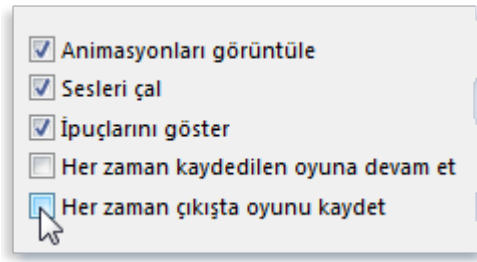 Animasyonları görüntüle
Sesleri çal
İpuçlarını göster
Her zaman kaydedilen oyuna devam et
Her zaman çıkışta oyunu kaydet